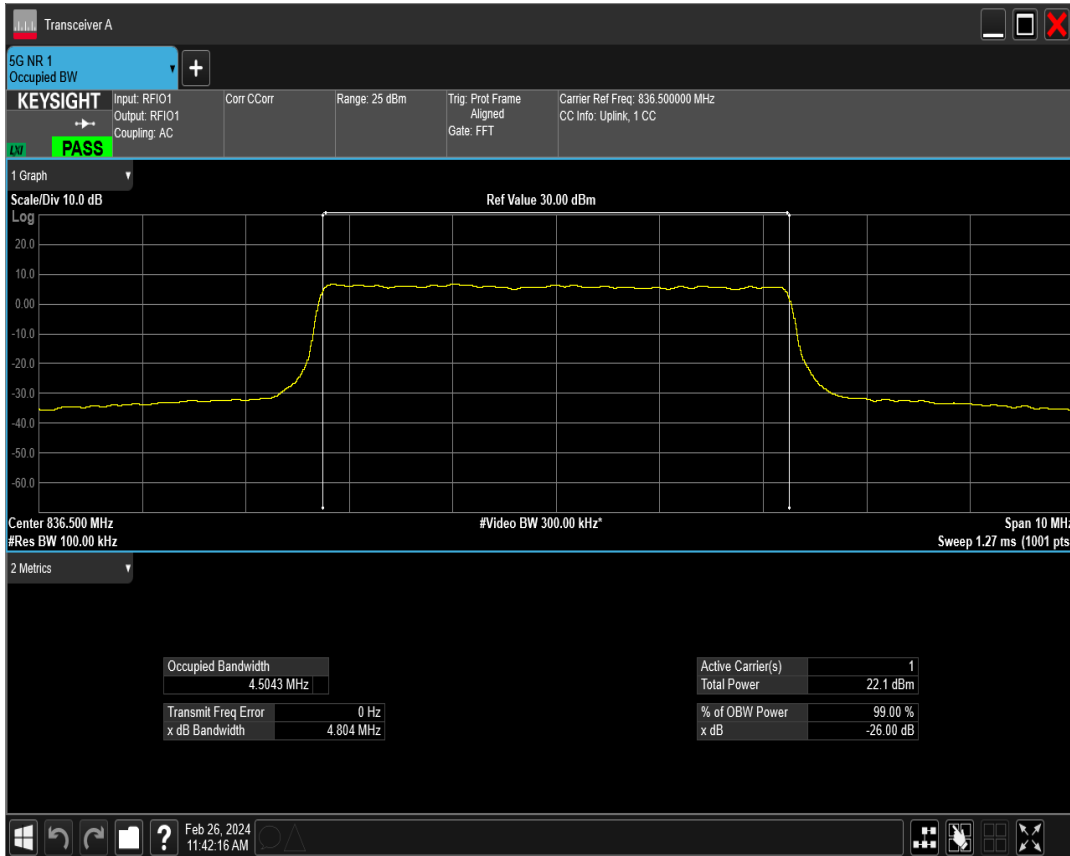 Transceiver A
5G NR 1
Occupied BW
+
KEYSIGHT
LXI
PASS
Input: RFIO1
Output: RFIO1
Coupling: AC
Corr CCorr
Range: 25 dBm
Trig: Prot Frame
Aligned
Gate: FFT
Carrier Ref Freq: 836.500000 MHz
CC Info: Uplink, 1 CC
1 Graph
Scale/Div 10.0 dB
Ref Value 30.00 dBm
Log
20.0
10.0
0.00
-10.0
-20.0
-30.0
-40.0
-50.0
-60.0
Center 836.500 MHz
#Video BW 300.00 kHz*
Span 10 MHz
#Res BW 100.00 kHz
Sweep 1.27 ms (1001 pts
2 Metrics
Occupied Bandwidth
4.5043 MHz
Transmit Freq Error 0 Hz
x dB Bandwidth 4.804 MHz
Active Carrier(s) 1
Total Power 22.1 dBm
% of OBW Power 99.00 %
x dB -26.00 dB
?
Feb 26, 2024
11:42:16 AM